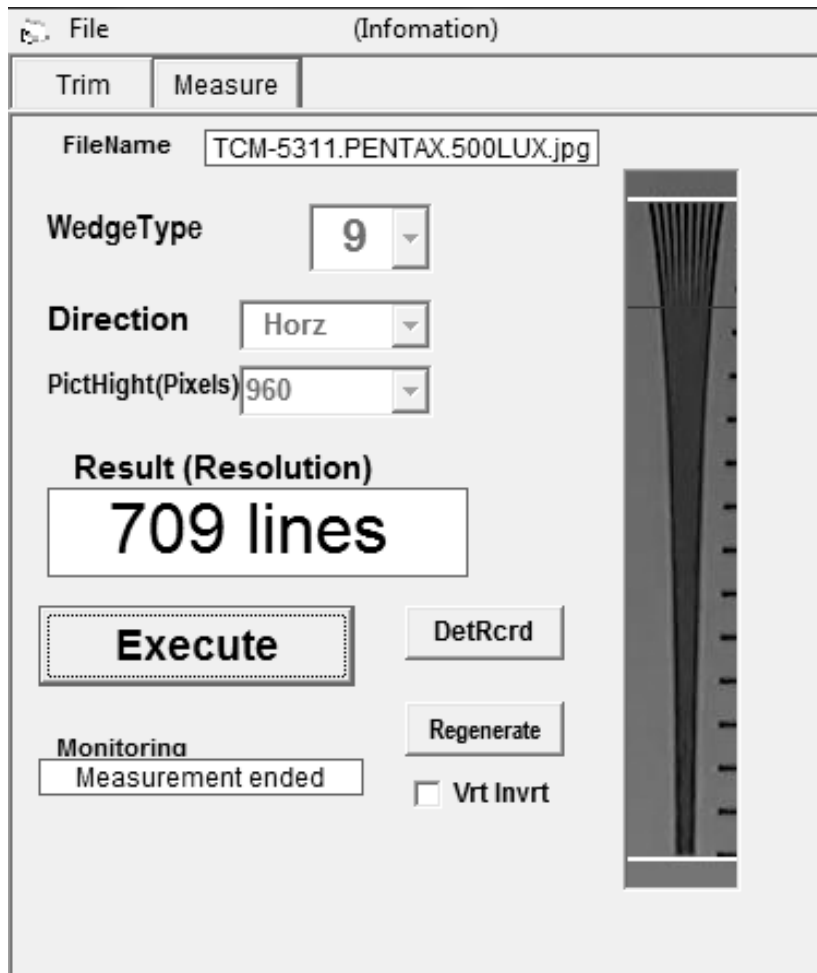 File (Infomation)
Trim Measure
FileName TCM-5311.PENTAX.500LUX.jpg
WedgeType 9
Direction Horz
PictHight(Pixels) 960
Result (Resolution)
709 lines
Execute DetRcrd
Regenerate
Monitoring
Measurement ended
Vrt Invrt